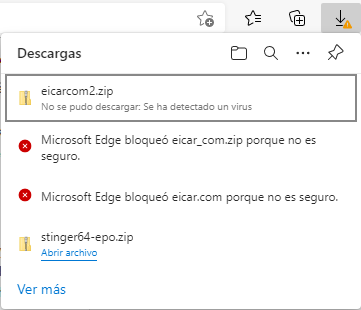 Descargas
eicarcom2.zip
No se pudo descargar: Se ha detectado un virus
Microsoft Edge bloqueó eicar_com.zip porque no es
seguro.
Microsoft Edge bloqueó eicar.com porque no es seguro.
stinger64-epo.zip
Abrir archivo
Ver más